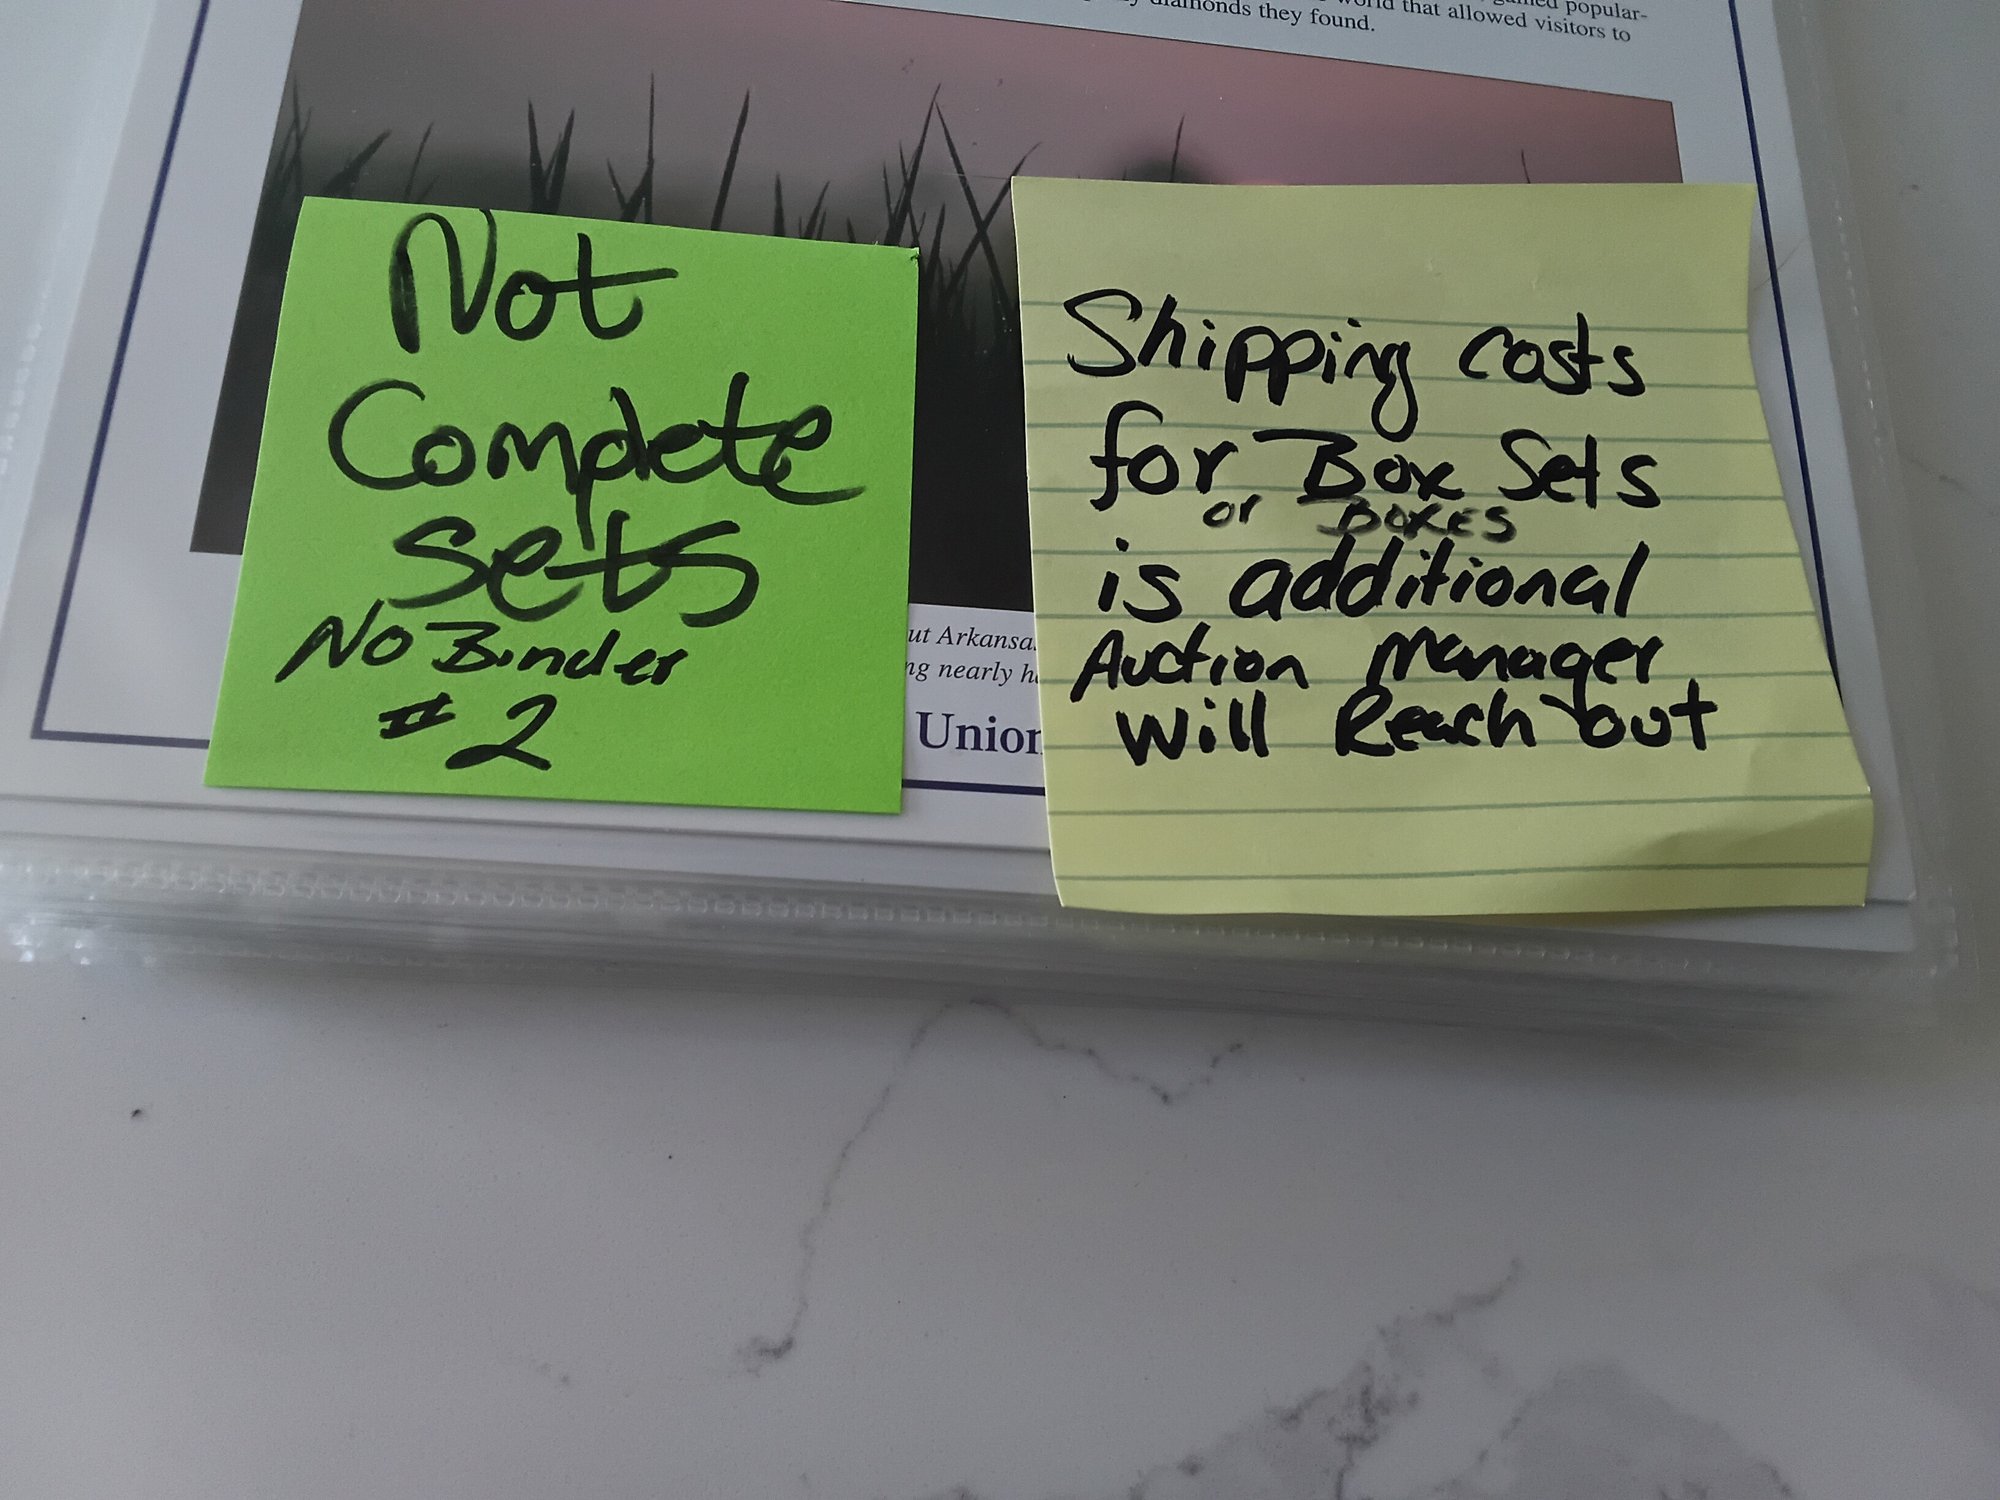 popular-
world that allowed visitors to
diamonds they found.
Not
Complete
Sets
No Binder
# 2
Shipping costs
for Box Sets
or Boxes
is additional
Auction Manager
Will Reach out
ut Arkansa
ng nearly h
Union